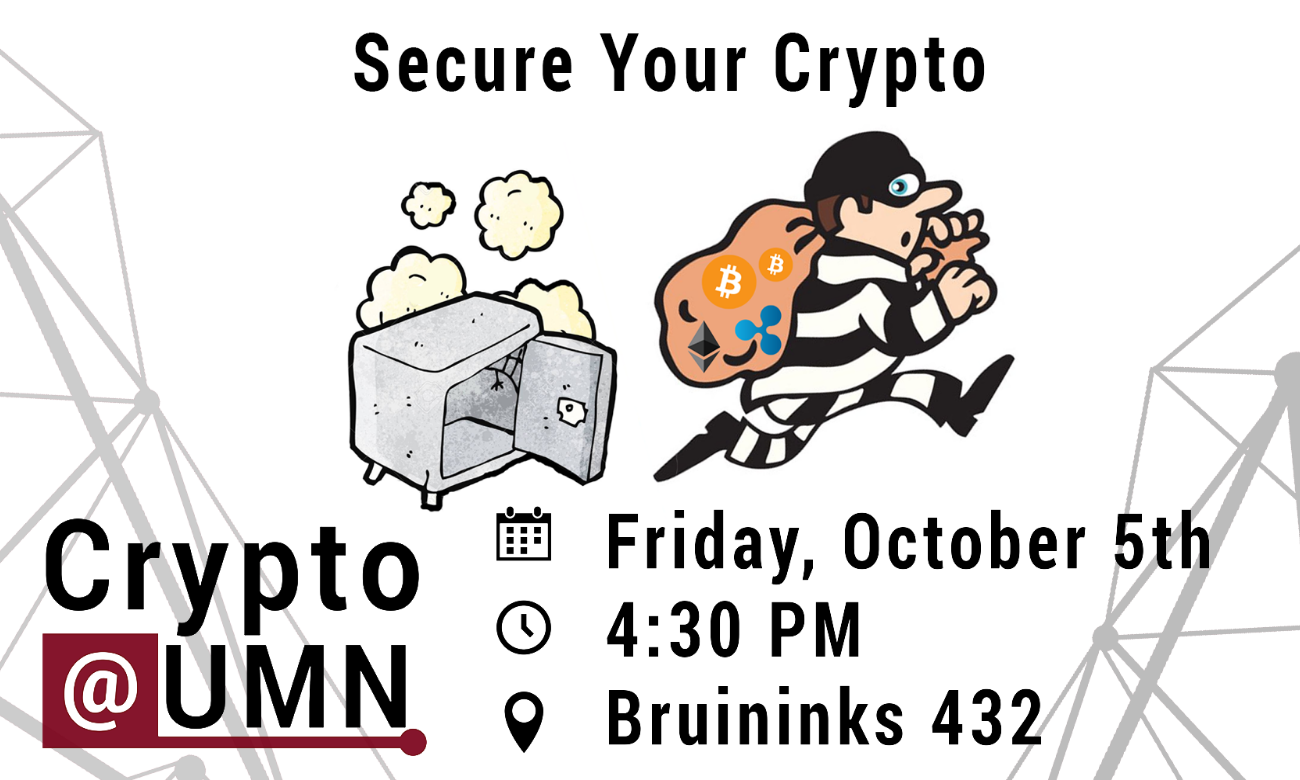 Secure Your Crypto
Crypto
@UMN
Friday, October 5th
4:30 PM
Bruininks 432